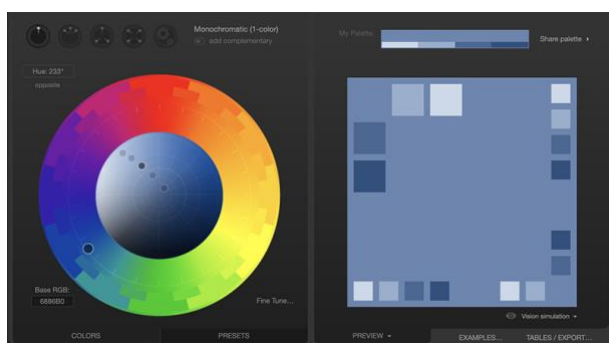 Monochromatic (1-color)
add complementary
Hue: 233°
opposite
Base RGB:
6886B0
Fine Tune...
COLORS
PRESETS
My Palette:
Share palette
Vision simulation
PREVIEW
EXAMPLES...
TABLES / EXPORT...